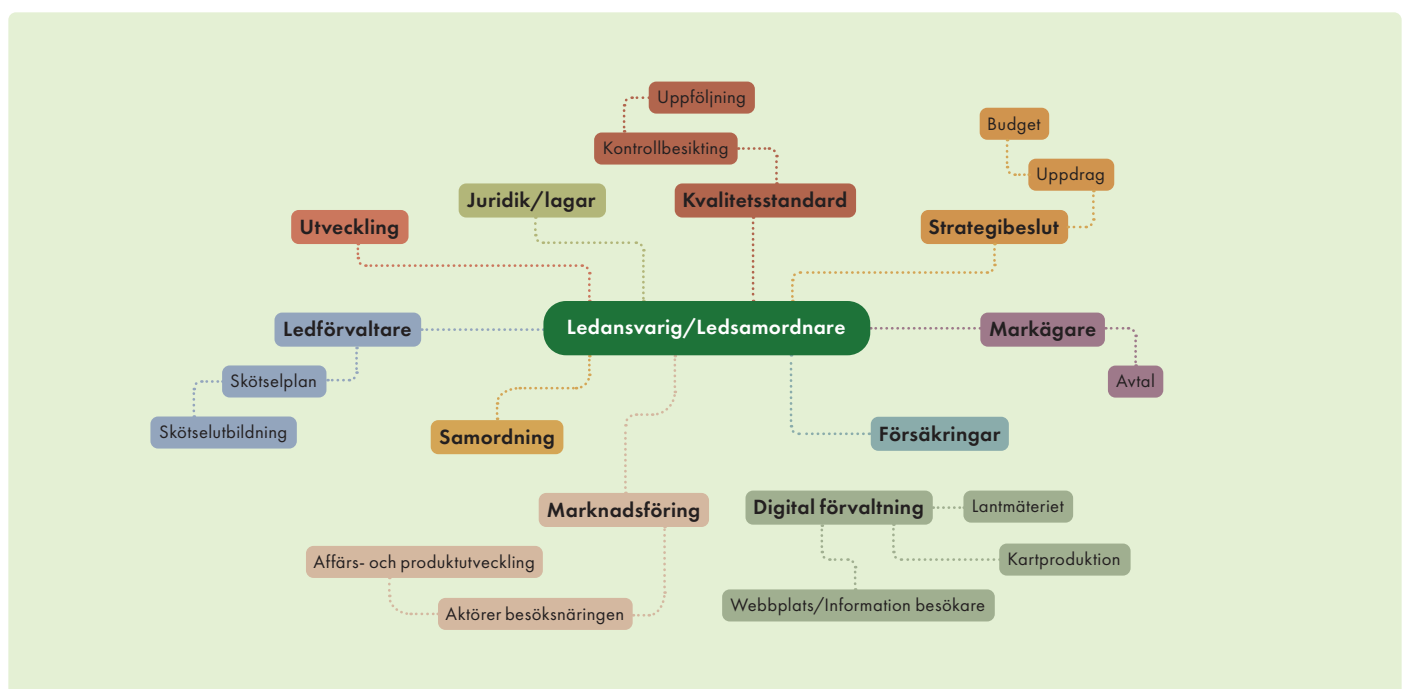 Uppföljning
Budget
Kontrollbesikting
Uppdrag
Juridik/lagar
Kvalitetsstandard
Utveckling
Strategibeslut
Ledförvaltare
Ledansvarig/Ledsamordnare
Markägare
Skötselplan
Avtal
Skötselutbildning
Samordning
Försäkringar
Marknadsföring
Digital förvaltning
Lantmäteriet
Affärs- och produktutveckling
Kartproduktion
Aktörer besöksnäringen
Webbplats/Information besökare